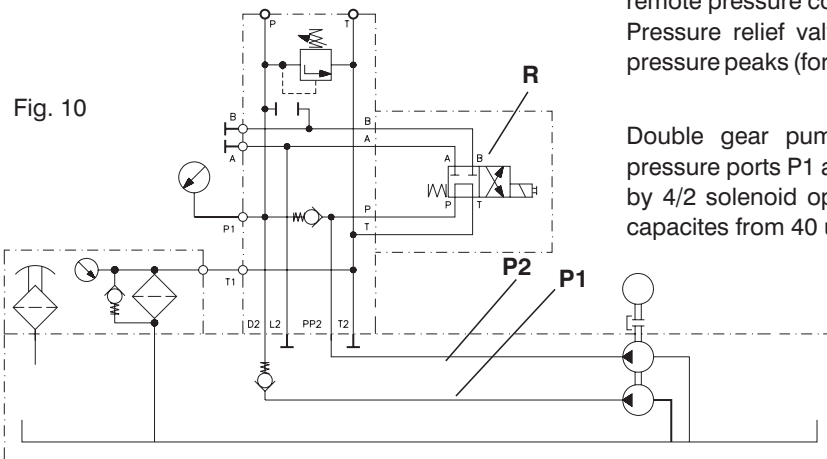 remote pressure co
Pressure relief val
pressure peaks (for
Double gear pum
pressure ports P1 a
by 4/2 solenoid op
capacites from 40 u
Fig. 10
P T
R
B B
A A
A B
P T
P1 P
T
T1
P2
P1
D2 L2 PP2 T2